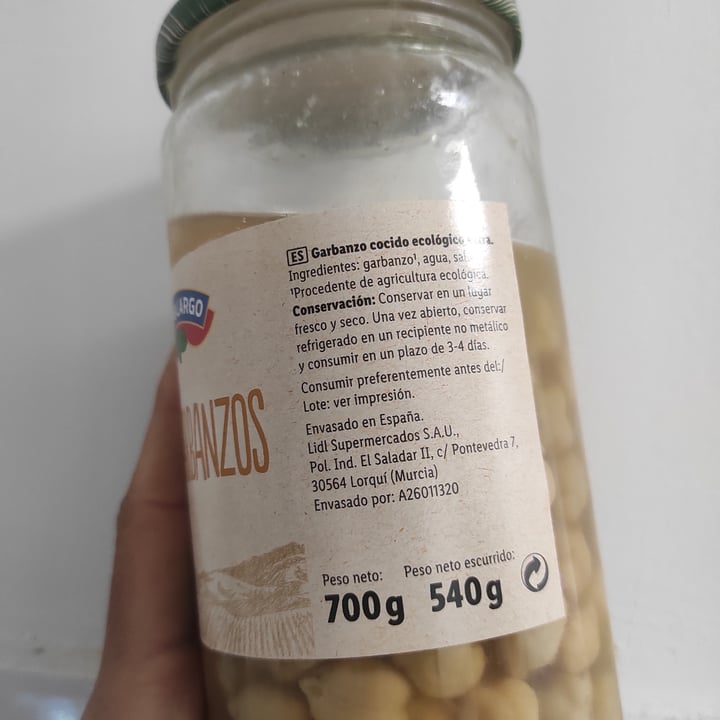 LARGO
BANZOS
ES Garbanzo cocido ecológico
Ingredientes: garbanzo¹, agua, sal
¹Procedente de agricultura ecológica.
Conservación: Conservar en un lugar
fresco y seco. Una vez abierto, conservar
refrigerado en un recipiente no metálico
y consumir en un plazo de 3-4 días.
Consumir preferentemente antes del:/
Lote: ver impresión.
Envasado en España.
Lidl Supermercados S.A.U.,
Pol. Ind. El Saladar II, c/ Pontevedra 7,
30564 Lorquí (Murcia)
Envasado por: A26011320
Peso neto: Peso neto escurrido:
700g 540g